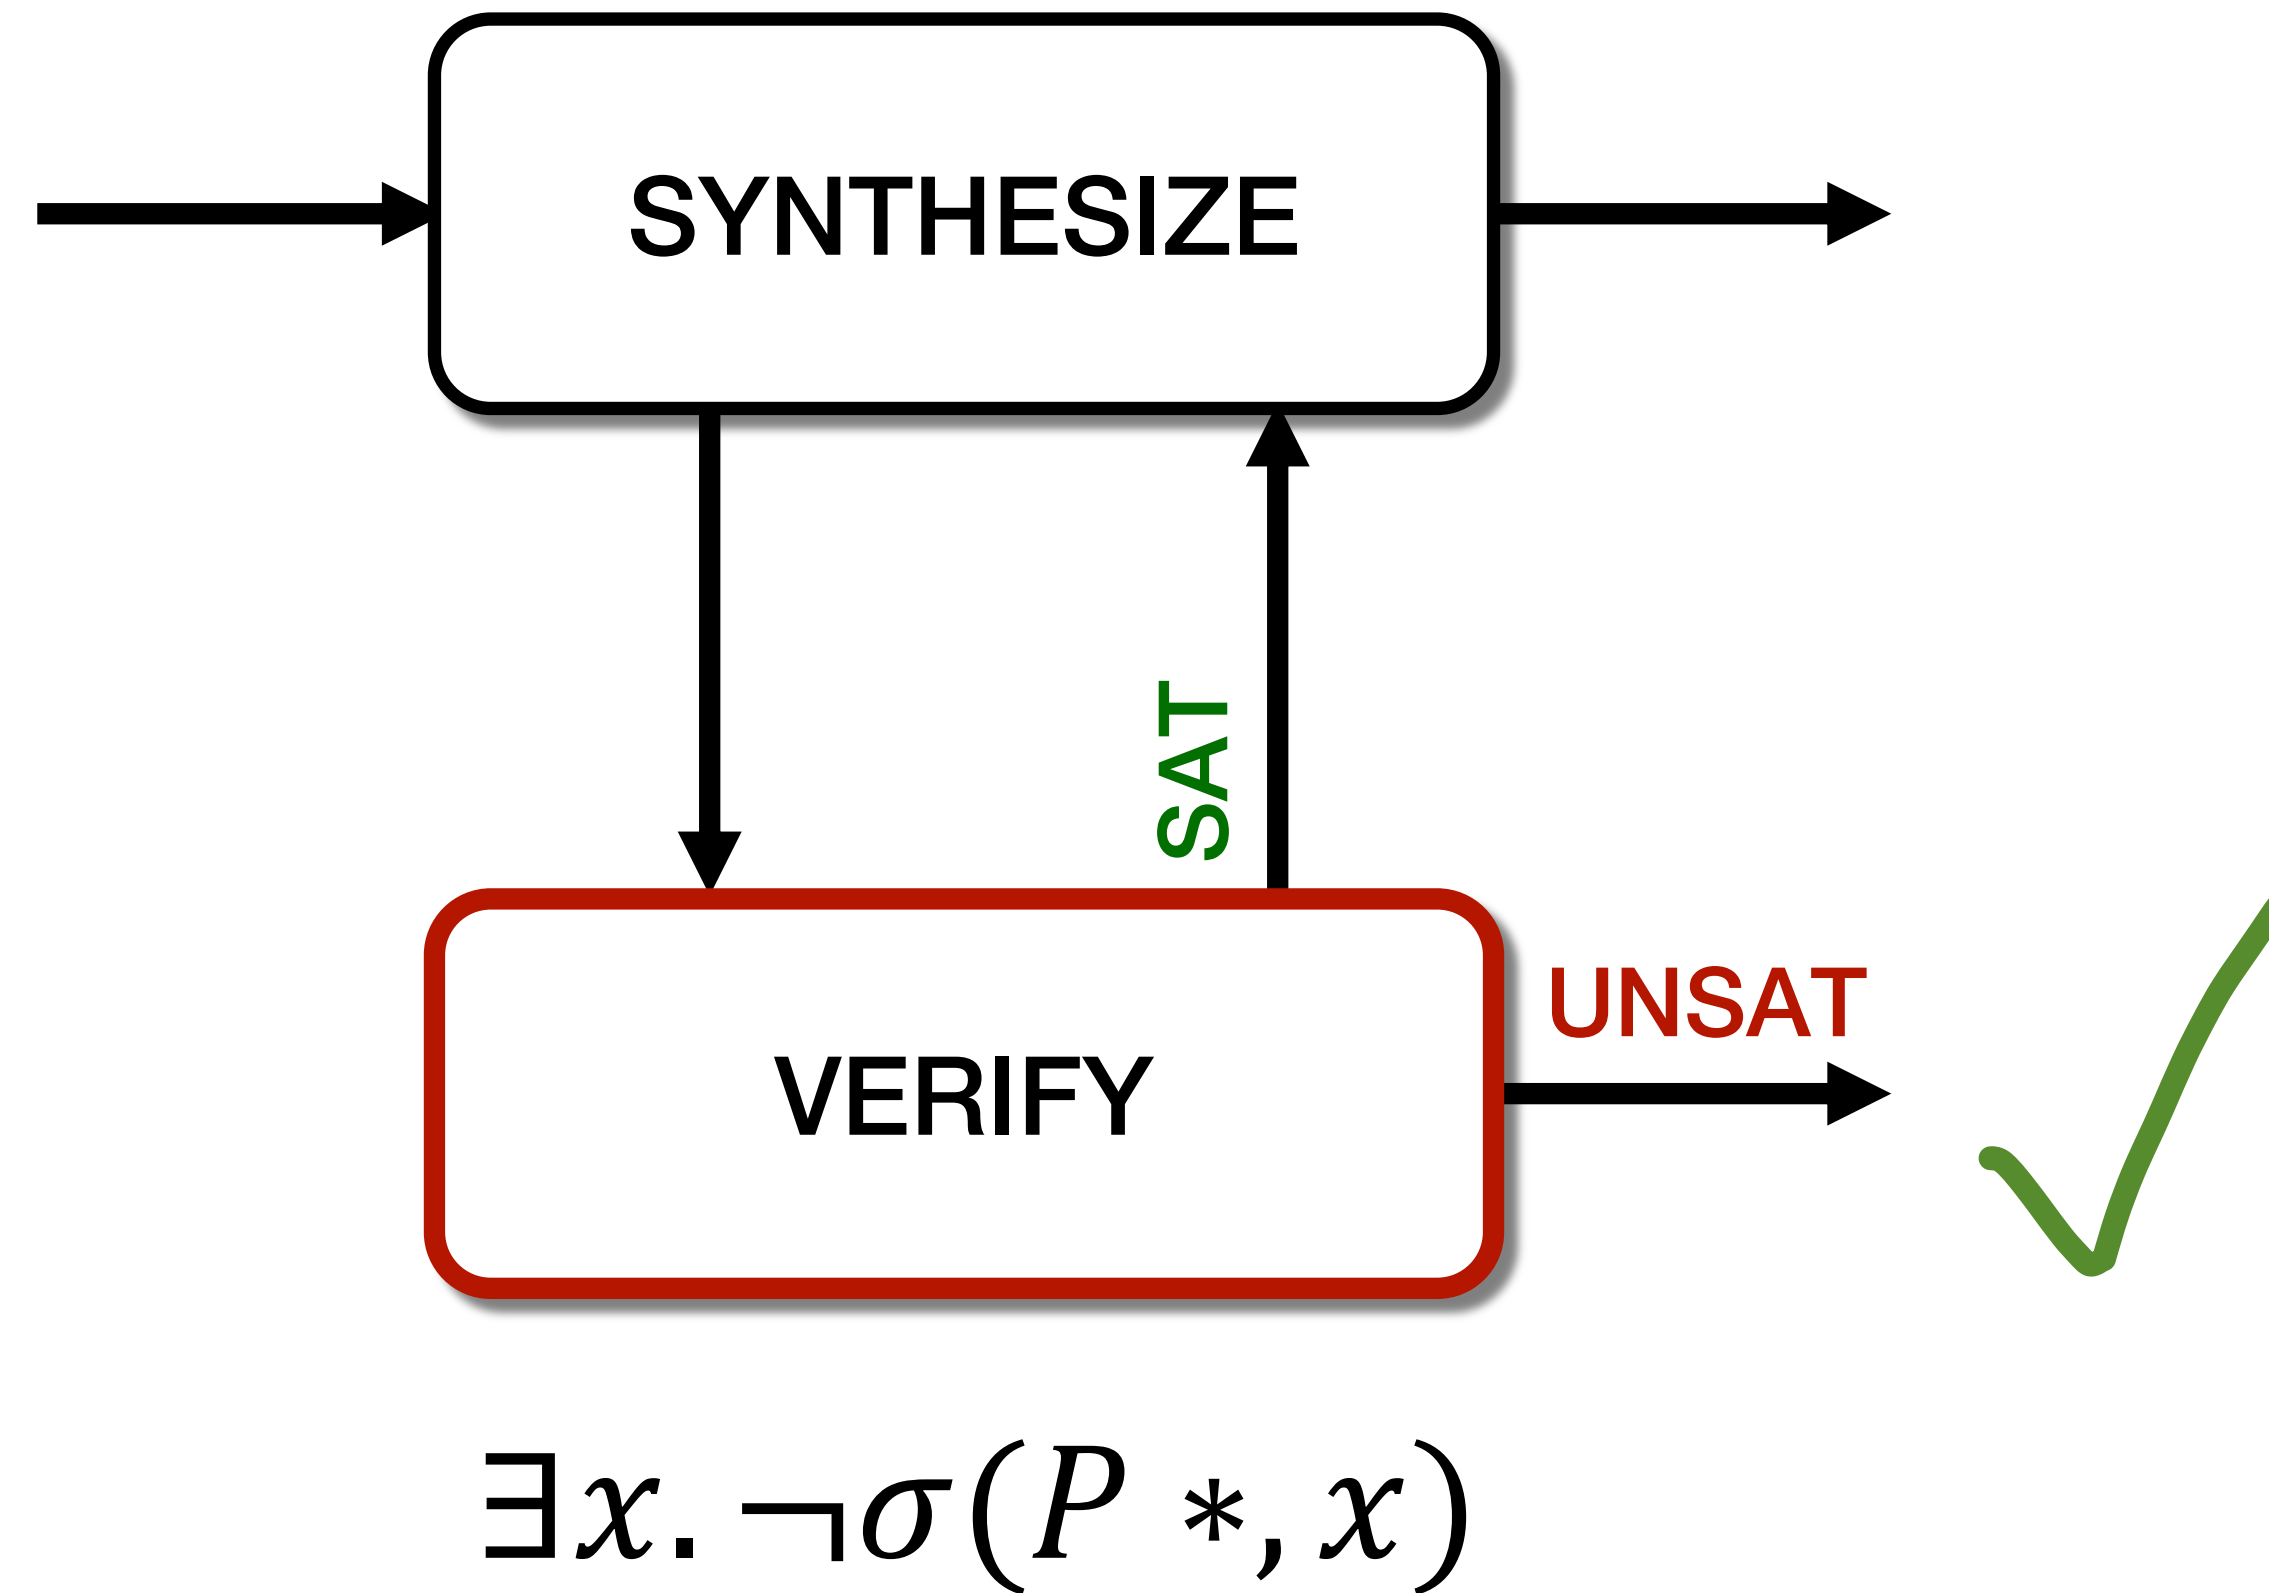 SYNTHESIZE
SAT
UNSAT
VERIFY
∃x. ¬σ(P *, x)